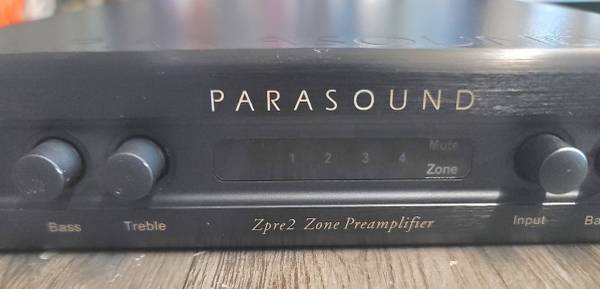 PARASOUND
Mute
1 2 3 4
Zone
Bass Treble
Zpre2 Zone Preamplifier
Input